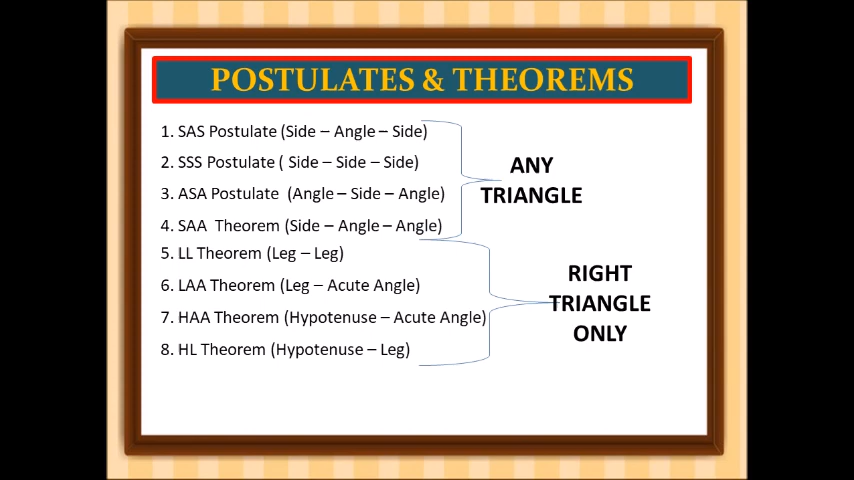 POSTULATES & THEOREMS
1. SAS Postulate (Side – Angle – Side)
2. SSS Postulate ( Side – Side – Side)
3. ASA Postulate (Angle – Side – Angle)
4. SAA Theorem (Side – Angle – Angle)
ANY
TRIANGLE
5. LL Theorem (Leg – Leg)
6. LAA Theorem (Leg – Acute Angle)
7. HAA Theorem (Hypotenuse – Acute Angle)
8. HL Theorem (Hypotenuse – Leg)
RIGHT
TRIANGLE
ONLY